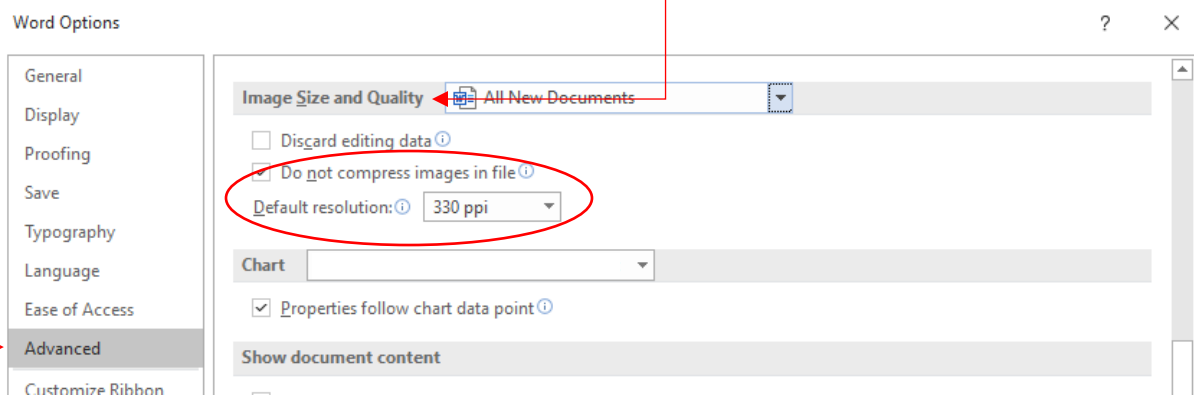 Word Options
?
General
Display
Proofing
Save
Typography
Language
Ease of Access
Advanced
Customize Ribbon
Image Size and Quality All New Documents
Discard editing data
Do not compress images in file
Default resolution: 330 ppi
Chart
Properties follow chart data point
Show document content